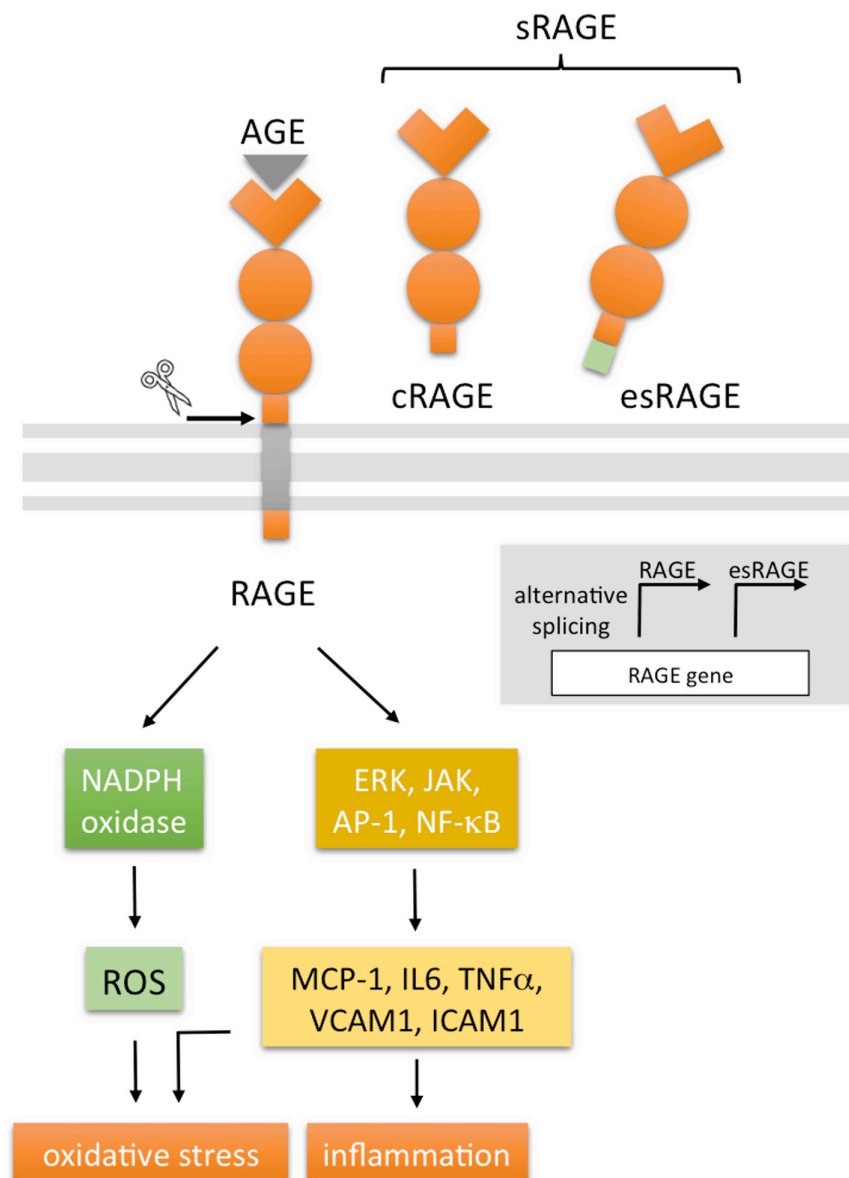 sRAGE
AGE
cRAGE
esRAGE
RAGE
alternative
splicing
RAGE
esRAGE
RAGE gene
NADPH
oxidase
ERK, JAK,
AP-1, NF-κB
ROS
MCP-1, IL6, TNFα,
VCAM1, ICAM1
oxidative stress
inflammation